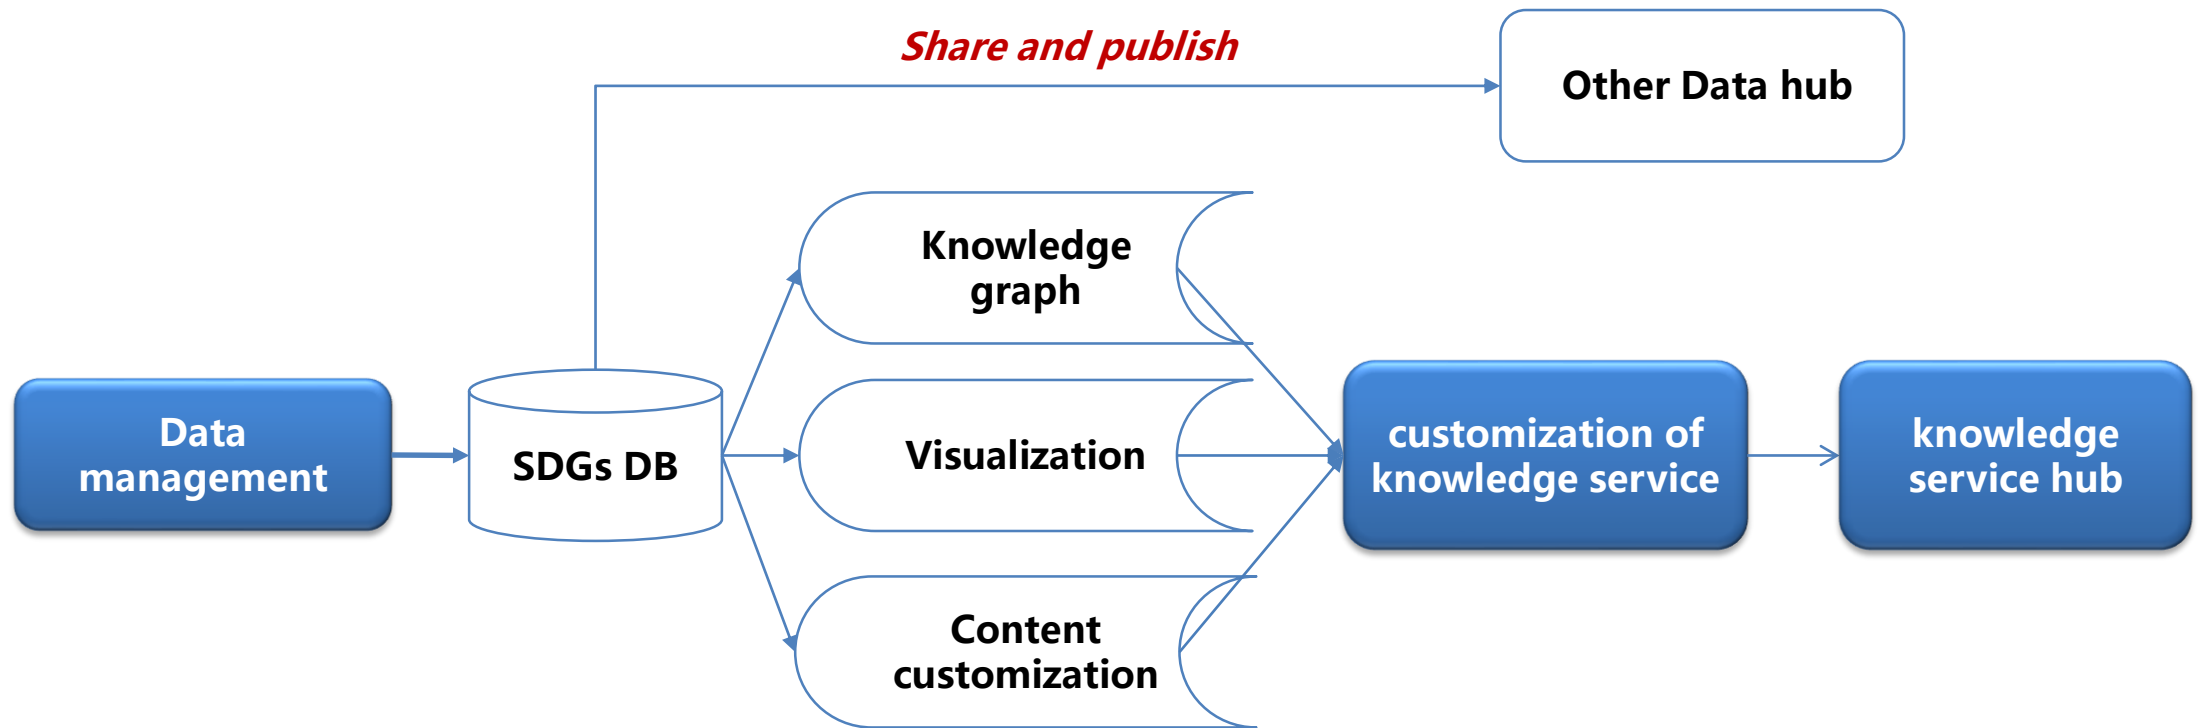 Share and publish
Other Data hub
Knowledge
graph
Data
management
SDGs DB
Visualization
customization of
knowledge service
knowledge
service hub
Content
customization